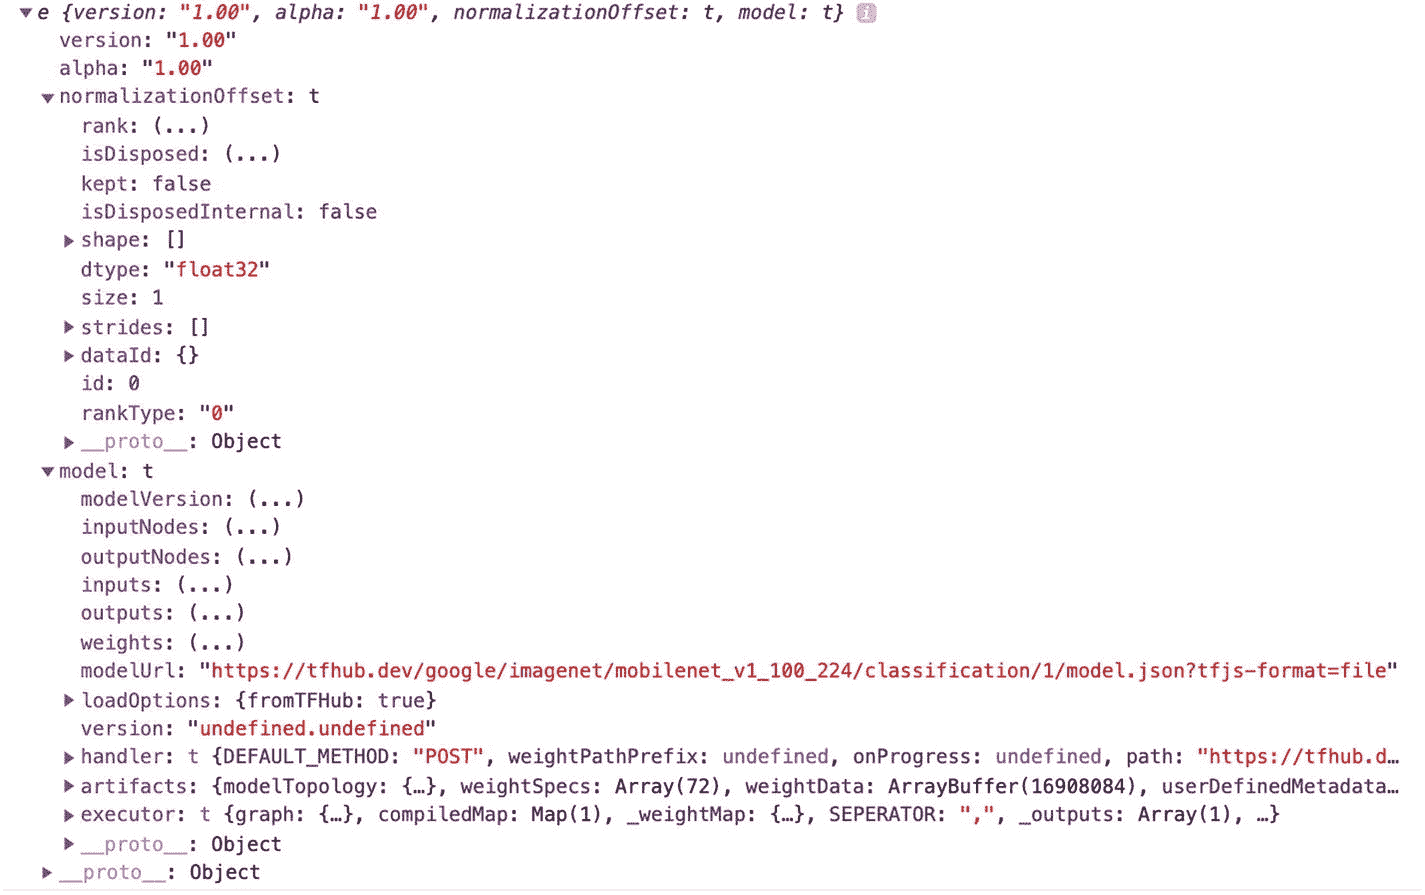 e {version: "1.00", alpha: "1.00", normalizationOffset: t, model: t} i
version: "1.00"
alpha: "1.00"
normalizationOffset: t
rank: (...)
isDisposed: (...)
kept: false
isDisposedInternal: false
shape: []
dtype: "float32"
size: 1
strides: []
dataId: {}
id: 0
rankType: "0"
__proto__: Object
model: t
modelVersion: (...)
inputNodes: (...)
outputNodes: (...)
inputs: (...)
outputs: (...)
weights: (...)
modelUrl: "https://tfhub.dev/google/imagenet/mobilenet_v1_100_224/classification/1/model.json?tfjs-format=file"
loadOptions: {fromTFHub: true}
version: "undefined.undefined"
handler: t {DEFAULT_METHOD: "POST", weightPathPrefix: undefined, onProgress: undefined, path: "https://tfhub.d…
artifacts: {modelTopology: {…}, weightSpecs: Array(72), weightData: ArrayBuffer(16908084), userDefinedMetadata…
executor: t {graph: {…}, compiledMap: Map(1), _weightMap: {…}, SEPERATOR: ",", _outputs: Array(1), …}
__proto__: Object
__proto__: Object